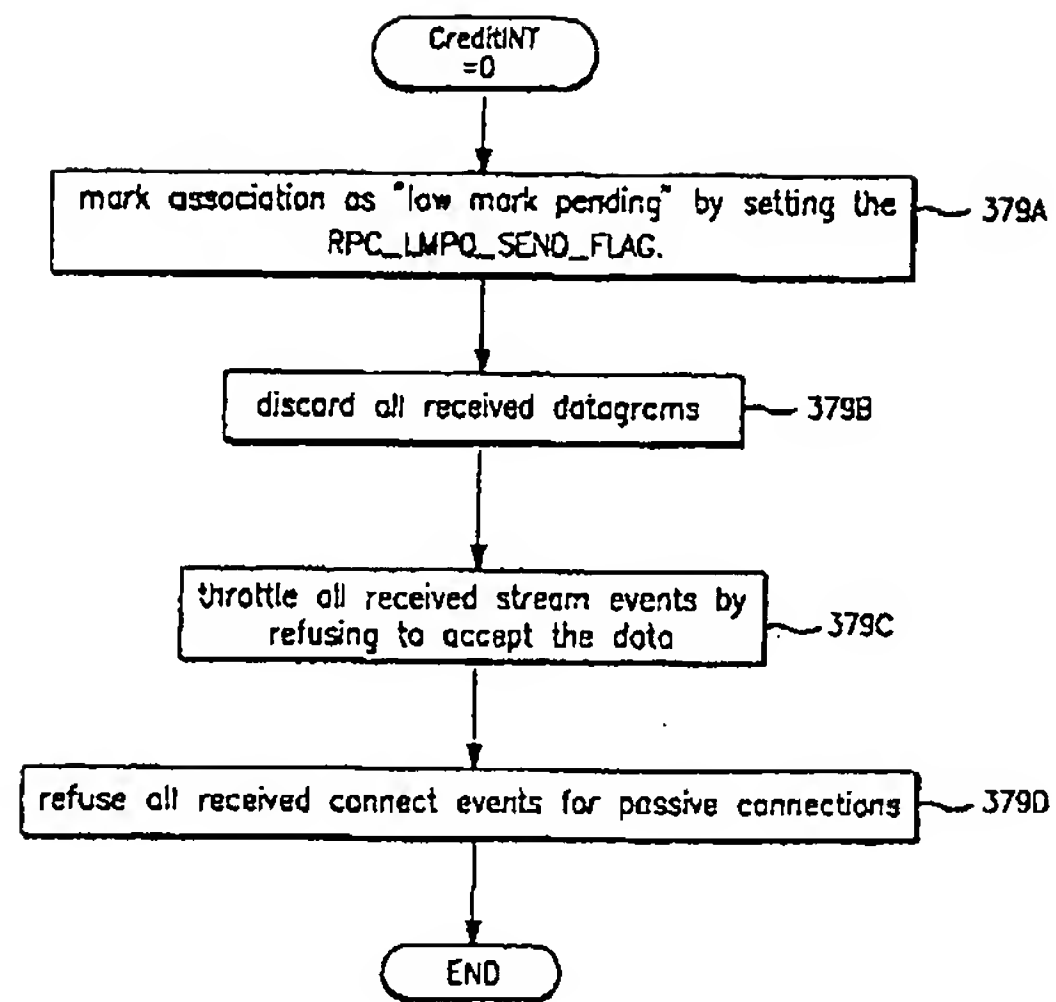 CreditINT
=0
mark association as "low mark pending" by setting the
RPC_LMPQ_SEND_FLAG.
379A
discard all received datagrams
379B
throttle all received stream events by
refusing to accept the data
379C
refuse all received connect events for passive connections
379D
END